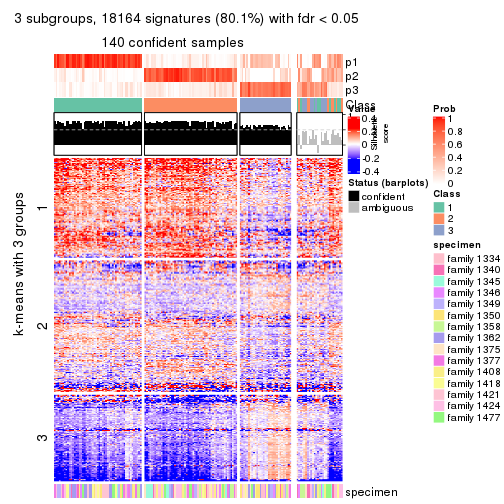 3 subgroups, 18164 signatures (80.1%) with fdr < 0.05
140 confident samples
p1
p2
p3
Class
k-means with 3 groups
1
2
3
specimen
Value
0.4
0.2
0
-0.2
-0.4
Silhouette
score
Status (barplots)
confident
ambiguous
Prob
1
0.8
0.6
0.4
0.2
0
Class
1
2
3
specimen
family 1334
family 1340
family 1345
family 1346
family 1349
family 1350
family 1358
family 1362
family 1375
family 1377
family 1408
family 1418
family 1421
family 1424
family 1477